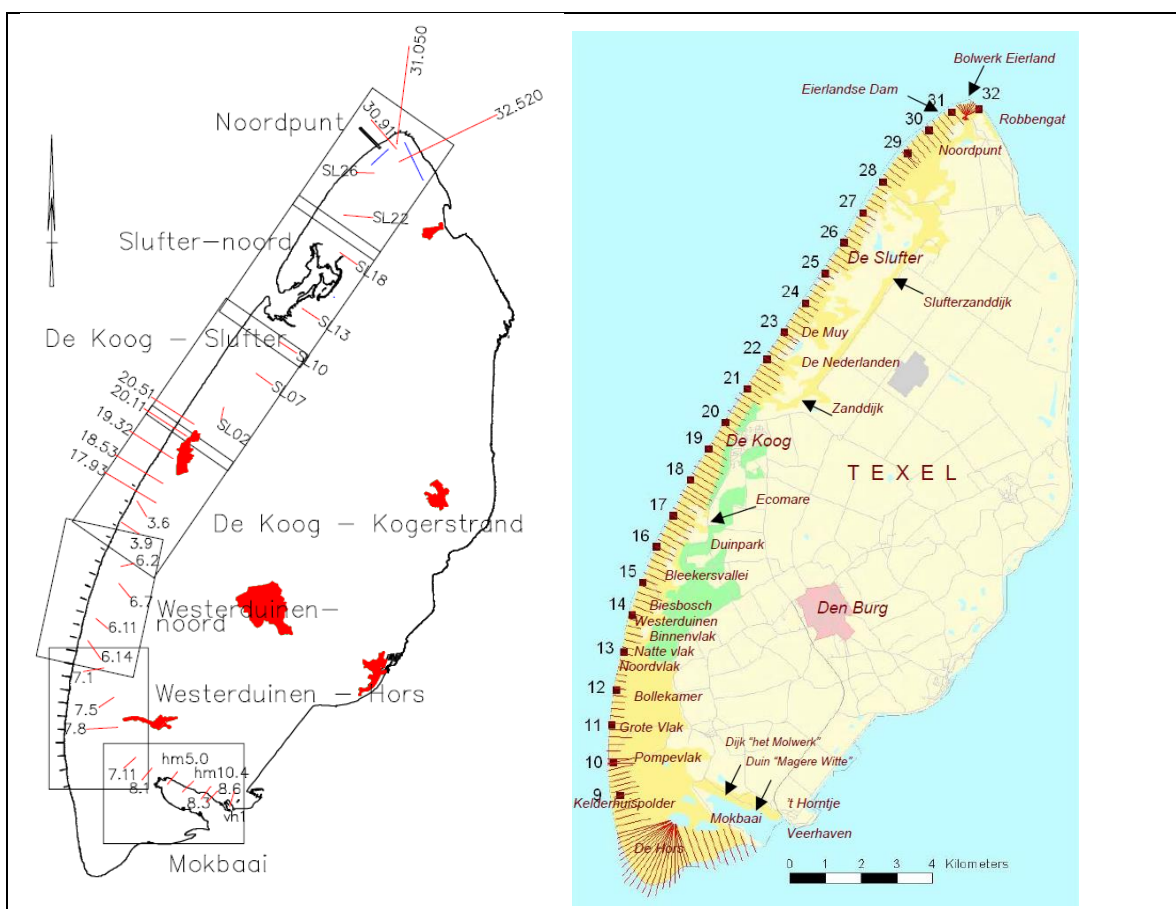 31.050
32.520
30.91
Noordpunt
SL26
SL22
Slufter-noord
SL18
SL13
De Koog - Slufter
SL10
SL07
20.51
20.11
SL02
19.32
18.53
17.93
3.6
De Koog - Kogerstrand
3.9
6.2
6.7
Westerduinen-
noord
6.11
6.14
7.1
Westerduinen - Hors
7.5
7.8
7.11
8.1
hm5.0
hm10.4
8.3
8.6
vh1
Mokbaai
Bolwerk Eierland
Eierlandse Dam
31
32
Robbengat
30
Noordpunt
29
28
27
26
De Slufter
25
Slufterzanddijk
24
23
De Muy
22
De Nederlanden
21
Zanddijk
20
De Koog
19
TEXEL
18
Ecomare
17
Duinpark
16
Bleekersvallei
15
Biesbosch
14
Westerduinen
Den Burg
Binnenvlak
13
Natte vlak
Noordvlak
12
Bollekamer
11
Grote Vlak
Dijk "het Molwerk"
10
Pompevlak
Duin "Magere Witte"
9
Kelderhuispolder
't Horntje
Mokbaai
Veerhaven
De Hors
0 1 2 3 4 Kilometers